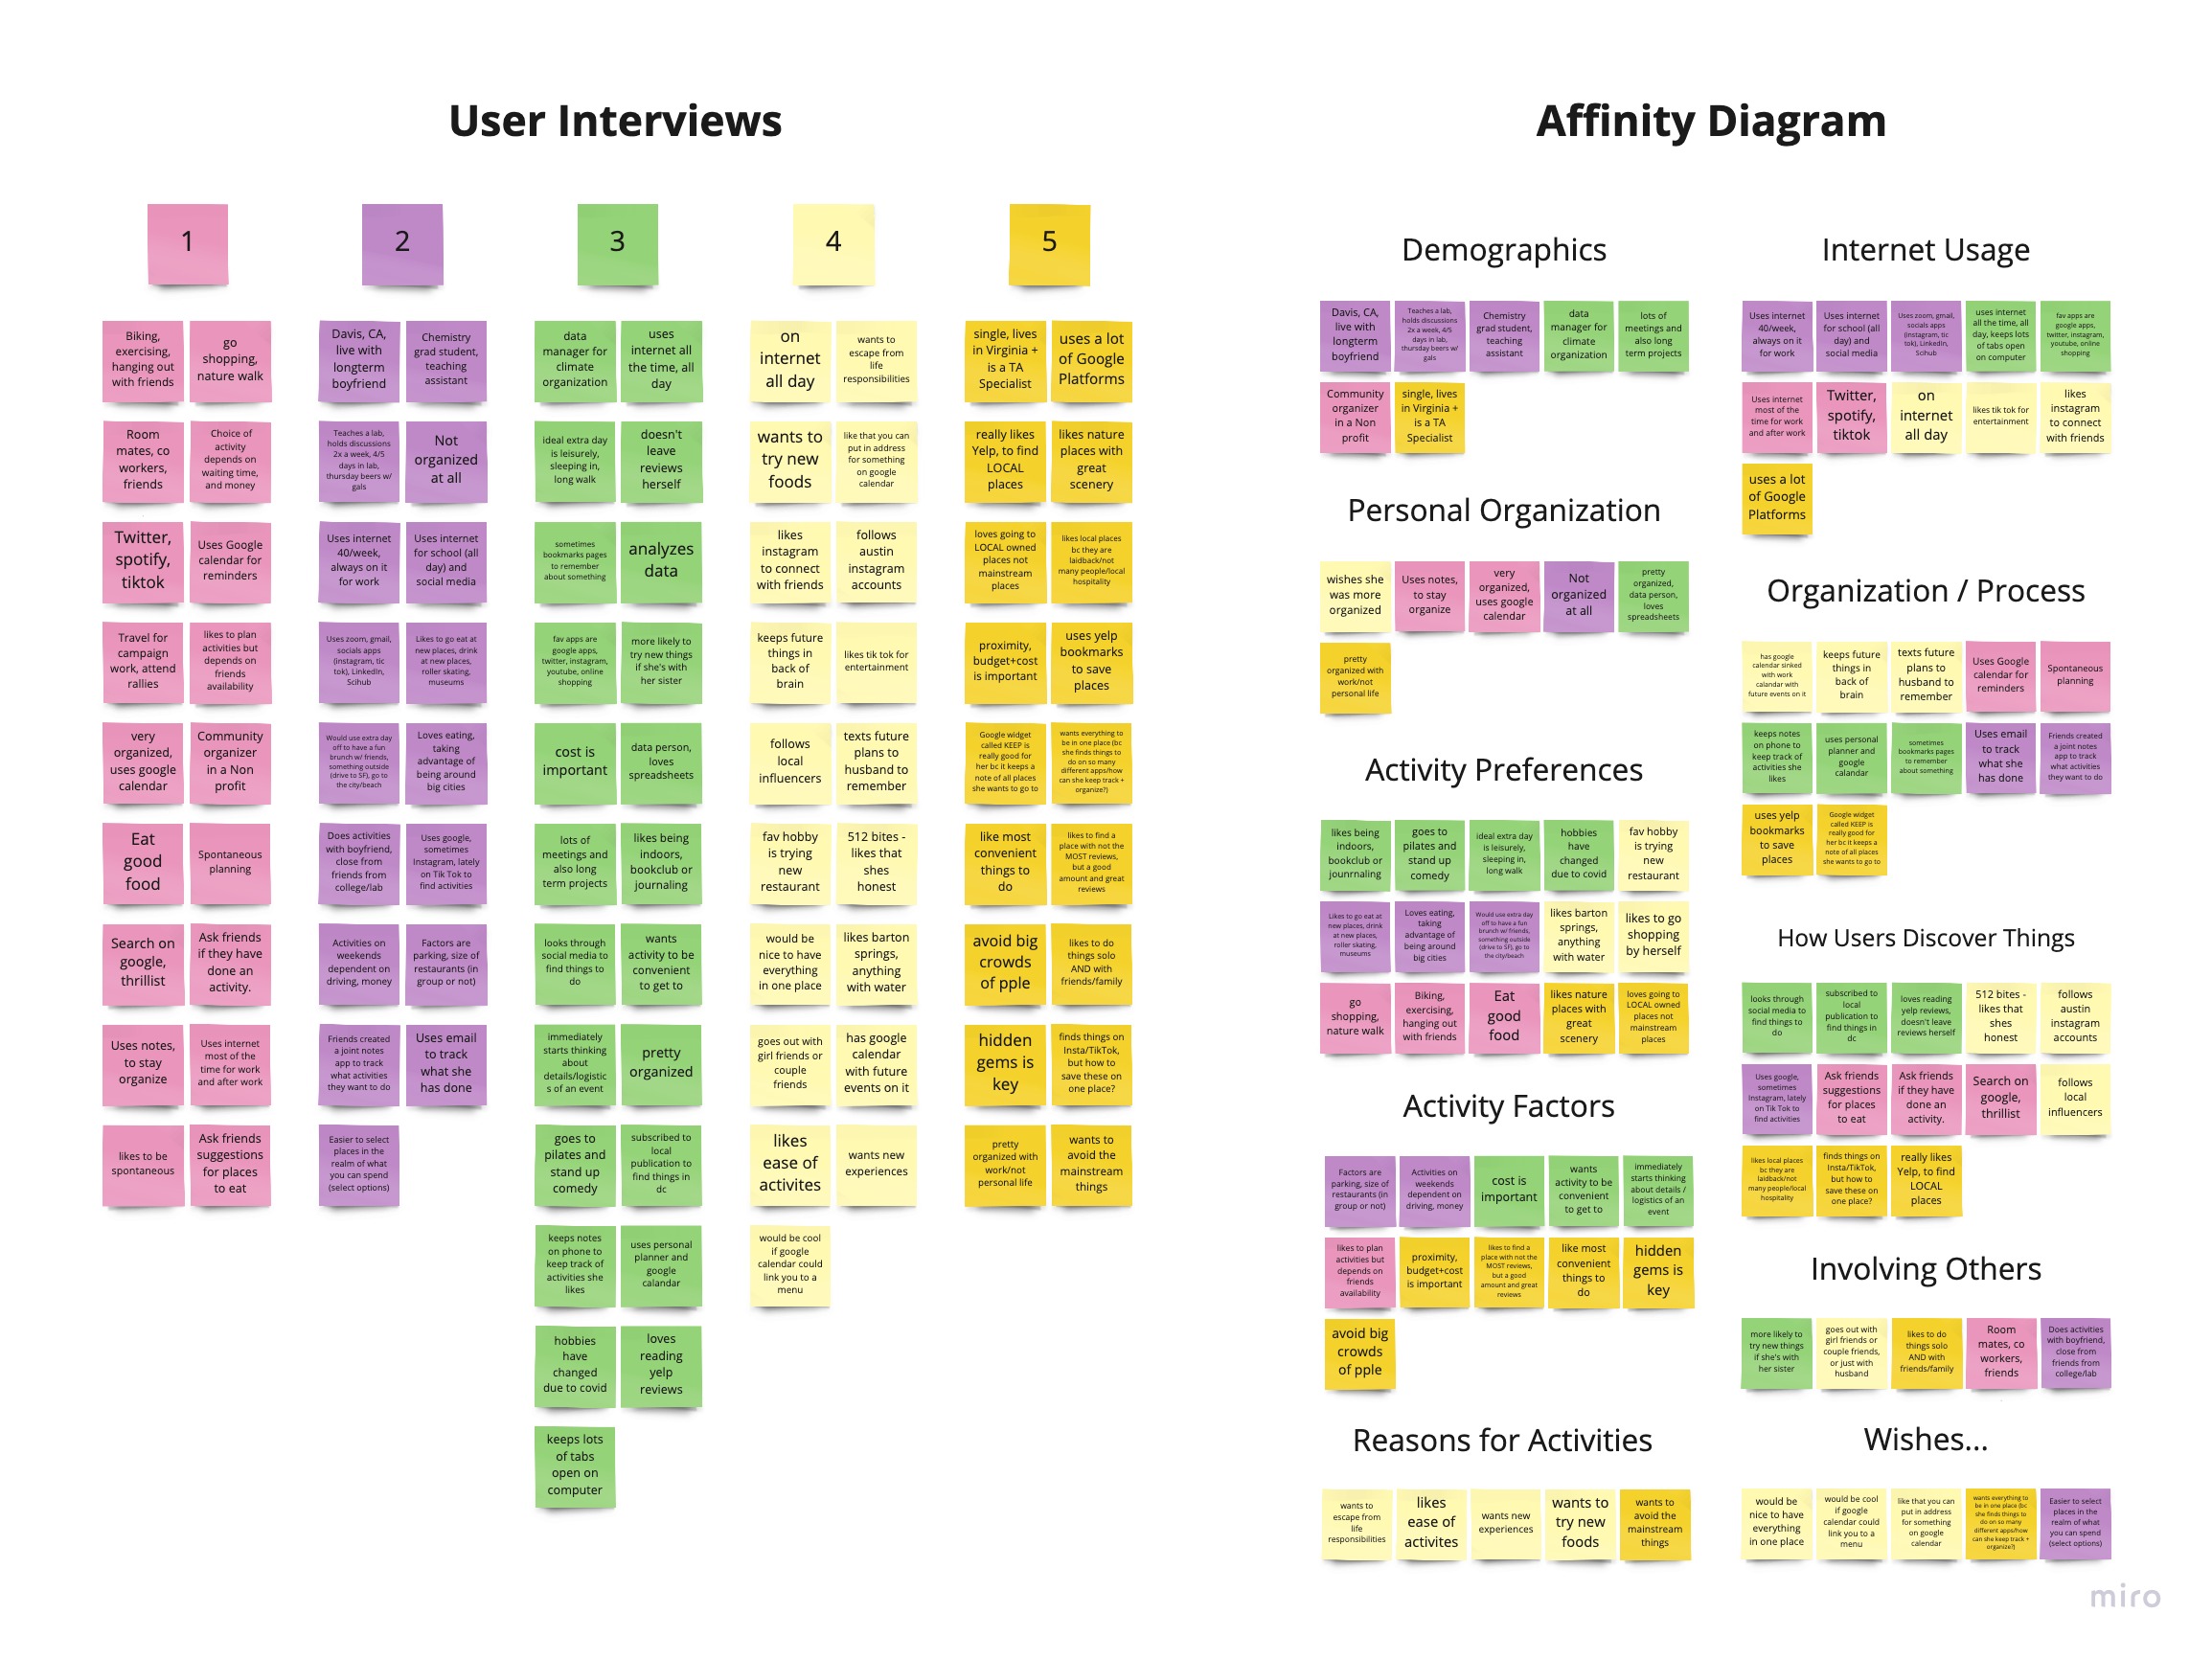 User Interviews
1
Biking,
exercising,
hanging out
with friends
go
shopping,
nature walk
Room
mates, co
workers,
friends
Choice of
activity
depends on
waiting time,
and money
Twitter,
spotify,
tiktok
Uses Google
calendar for
reminders
Travel for
campaign
work, attend
rallies
likes to plan
activities but
depends on
friends
availability
very
organized,
uses google
calendar
Community
organizer
in a Non
profit
Eat
good
food
Spontaneous
planning
Search on
google,
thrillist
Ask friends
if they have
done an
activity.
Uses notes,
to stay
organize
Uses internet
most of the
time for work
and after work
likes to be
spontaneous
Ask friends
suggestions
for places
to eat
2
Davis, CA,
live with
longterm
boyfriend
Chemistry
grad student,
teaching
assistant
Teaches a lab,
holds discussions
2x a week, 4/5
days in lab,
thursday beers w/
gals
Not
organized
at all
Uses internet
40/week,
always on it
for work
Uses internet
for school (all
day) and
social media
Uses zoom, gmail,
socials apps
(instagram, tic
tok), Linkedin,
Scihub
Likes to go eat at
new places, drink
at new places,
roller skating,
museums
Would use extra day
off to have a fun
brunch w/ friends,
something outside
(drive to SF), go to
the city/beach
Loves eating,
taking
advantage of
being around
big cities
Does activities
with boyfriend,
close from
friends from
college/lab
Uses google,
sometimes
Instagram, lately
on Tik Tok to
find activities
Activities on
weekends
dependent on
driving, money
Factors are
parking, size of
restaurants (in
group or not)
Friends created
a joint notes
app to track
what activities
they want to do
Uses email
to track
what she
has done
Easier to select
places in the
realm of what
you can spend
(select options)
3
data
manager for
climate
organization
uses
internet all
the time, all
day
ideal extra day
is leisurely,
sleeping in,
long walk
doesn't
leave
reviews
herself
sometimes
bookmarks pages
to remember
about something
analyzes
data
fav apps are
google apps,
twitter, instagram,
youtube, online
shopping
more likely to
try new things
if she's with
her sister
cost is
important
data person,
loves
spreadsheets
lots of
meetings and
also long
term projects
likes being
indoors,
bookclub or
journaling
looks through
social media to
find things to
do
wants
activity to be
convenient
to get to
immediately
starts thinking
about
details/logistic
s of an event
pretty
organized
goes to
pilates and
stand up
comedy
subscribed to
local
publication to
find things in
dc
keeps notes
on phone to
keep track of
activities she
likes
uses personal
planner and
google
calandar
hobbies
have
changed
due to covid
loves
reading
yelp
reviews
keeps lots
of tabs
open on
computer
4
on
internet
all day
wants to
escape from
life
responsibilities
wants to
try new
foods
like that you can
put in address
for something
on google
calendar
likes
instagram
to connect
with friends
follows
austin
instagram
accounts
keeps future
things in
back of
brain
likes tik tok for
entertainment
follows
local
influencers
texts future
plans to
husband to
remember
fav hobby
is trying
new
restaurant
512 bites -
likes that
shes
honest
would be
nice to have
everything
in one place
likes barton
springs,
anything
with water
goes out with
girl friends or
couple
friends
has google
calendar
with future
events on it
likes
ease of
activites
wants new
experiences
would be cool
if google
calendar could
link you to a
menu
5
single, lives
in Virginia +
is a TA
Specialist
uses a lot
of Google
Platforms
really likes
Yelp, to find
LOCAL
places
likes nature
places with
great
scenery
loves going to
LOCAL owned
places not
mainstream
places
likes local places
bc they are
laidback/not
many people/local
hospitality
proximity,
budget+cost
is important
uses yelp
bookmarks
to save
places
Google widget
called KEEP is
really good for
her bc it keeps a
note of all places
she wants to go to
wants everything to
be in one place (bc
she finds things to
do on so many
different apps/how
can she keep track +
organize?)
like most
convenient
things to
do
likes to find a
place with not the
MOST reviews,
but a good
amount and great
reviews
avoid big
crowds
of pple
likes to do
things solo
AND with
friends/family
hidden
gems is
key
finds things on
Insta/TikTok,
but how to
save these on
one place?
pretty
organized with
work/not
personal life
wants to
avoid the
mainstream
things
Affinity Diagram
Demographics
Davis, CA,
live with
longterm
boyfriend
Teaches a lab,
holds discussions
2x a week, 4/5
days in lab,
thursday beers w/
gals
Chemistry
grad student,
teaching
assistant
data
manager for
climate
organization
lots of
meetings and
also long
term projects
Community
organizer
in a Non
profit
single, lives
in Virginia +
is a TA
Specialist
Personal Organization
wishes she
was more
organized
Uses notes,
to stay
organize
very
organized,
uses google
calendar
Not
organized
at all
pretty
organized,
data person,
loves
spreadsheets
pretty
organized with
work/not
personal life
Activity Preferences
likes being
indoors,
bookclub or
jounrnaling
goes to
pilates and
stand up
comedy
ideal extra day
is leisurely,
sleeping in,
long walk
hobbies
have
changed
due to covid
fav hobby
is trying
new
restaurant
Likes to go eat at
new places, drink
at new places,
roller skating,
museums
Loves eating,
taking
advantage of
being around
big cities
Would use extra day
off to have a fun
brunch w/ friends,
something outside
(drive to SF), go to
the city/beach
likes barton
springs,
anything
with water
likes to go
shopping
by herself
go
shopping,
nature walk
Biking,
exercising,
hanging out
with friends
Eat
good
food
likes nature
places with
great
scenery
loves going to
LOCAL owned
places not
mainstream
places
Activity Factors
Factors are
parking, size of
restaurants (in
group or not)
Activities on
weekends
dependent on
driving, money
cost is
important
wants
activity to be
convenient
to get to
immediately
starts thinking
about details /
logistics of an
event
likes to plan
activities but
depends on
friends
availability
proximity,
budget+cost
is important
likes to find a
place with not the
MOST reviews,
but a good
amount and great
reviews
like most
convenient
things to
do
hidden
gems is
key
avoid big
crowds
of pple
Reasons for Activities
wants to
escape from
life
responsibilities
likes
ease of
activites
wants new
experiences
wants to
try new
foods
wants to
avoid the
mainstream
things
Internet Usage
Uses internet
40/week,
always on it
for work
Uses internet
for school (all
day) and
social media
Uses zoom, gmail,
socials apps
(instagram, tic
tok), Linkedin,
Scihub
uses internet
all the time, all
day, keeps lots
of tabs open
on computer
fav apps are
google apps,
twitter, instagram,
youtube, online
shopping
Uses internet
most of the
time for work
and after work
Twitter,
spotify,
tiktok
on
internet
all day
likes tik tok for
entertainment
likes
instagram
to connect
with friends
uses a lot
of Google
Platforms
Organization / Process
has google
calendar sinked
with work
calandar with
future events on it
keeps future
things in
back of
brain
texts future
plans to
husband to
remember
Uses Google
calendar for
reminders
Spontaneous
planning
keeps notes
on phone to
keep track of
activities she
likes
uses personal
planner and
google
calandar
sometimes
bookmarks pages
to remember
about something
Uses email
to track
what she
has done
Friends created
a joint notes
app to track
what activities
they want to do
uses yelp
bookmarks
to save
places
Google widget
called KEEP is
really good for
her bc it keeps a
note of all places
she wants to go to
How Users Discover Things
looks through
social media to
find things to
do
subscribed to
local
publication to
find things in
dc
loves reading
yelp reviews,
doesn't leave
reviews herself
512 bites -
likes that
shes
honest
follows
austin
instagram
accounts
Uses google,
sometimes
Instagram, lately
on Tik Tok to
find activities
Ask friends
suggestions
for places
to eat
Ask friends
if they have
done an
activity.
Search on
google,
thrillist
follows
local
influencers
likes local places
bc they are
laidback/not
many people/local
hospitality
finds things on
Insta/TikTok,
but how to
save these on
one place?
really likes
Yelp, to find
LOCAL
places
Involving Others
more likely to
try new things
if she's with
her sister
goes out with
girl friends or
couple friends,
or just with
husband
likes to do
things solo
AND with
friends/family
Room
mates, co
workers,
friends
Does activities
with boyfriend,
close from
friends from
college/lab
Wishes...
would be
nice to have
everything
in one place
would be cool
if google
calendar could
link you to a
menu
like that you can
put in address
for something
on google
calendar
wants everything to
be in one place (bc
she finds things to
do on so many
different apps/how
can she keep track +
organize?)
Easier to select
places in the
realm of what
you can spend
(select options)
miro